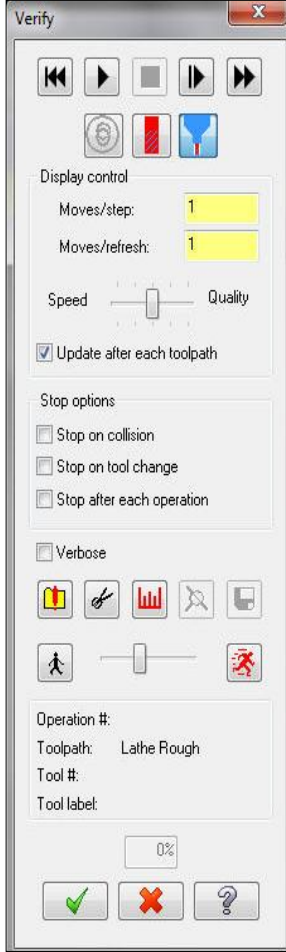 Verify
Display control
Moves/step: 1
Moves/refresh: 1
Speed Quality
Update after each toolpath
Stop options
Stop on collision
Stop on tool change
Stop after each operation
Verbose
Operation #:
Toolpath: Lathe Rough
Tool #:
Tool label:
0%